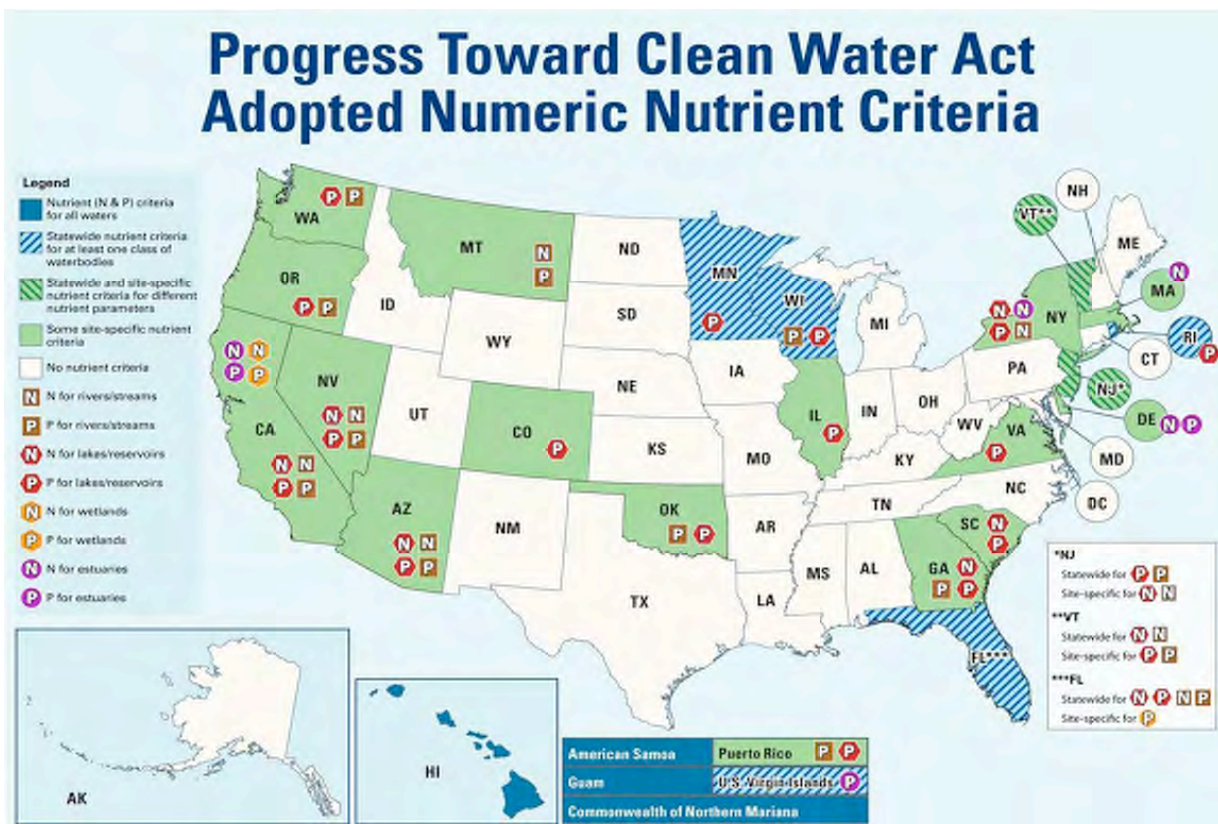 Progress Toward Clean Water Act
Adopted Numeric Nutrient Criteria
Legend
Nutrient (N & P) criteria
for all waters
Statewide nutrient criteria
for at least one class of
waterbodies
Statewide and site-specific
nutrient criteria for different
nutrient parameters
Some site-specific nutrient
criteria
No nutrient criteria
N N for rivers/streams
P P for rivers/streams
N N for lakes/reservoirs
P P for lakes/reservoirs
N N for wetlands
P P for wetlands
N N for estuaries
P P for estuaries
WA P P
OR P P
CA N N P P N N P P
NV N N P P
ID
MT N P
WY
UT
CO P
AZ N N P P
NM
ND
SD
NE
KS
OK P P
TX
MN P
WI P P
IA
MO
AR
LA
IL P
MI
IN
OH
KY
TN
MS
AL
GA N P P
FL***
SC N P
NC
VA P
WV
PA
NY N N P N
VT**
NH
ME
MA N
RI P
CT
NJ*
DE N P
MD
DC
*NJ
Statewide for P P
Site-specific for N N
**VT
Statewide for N N
Site-specific for P P
***FL
Statewide for N P N P
Site-specific for P
AK
HI
American Samoa
Puerto Rico P P
Guam
U.S. Virgin Islands P
Commonwealth of Northern Mariana